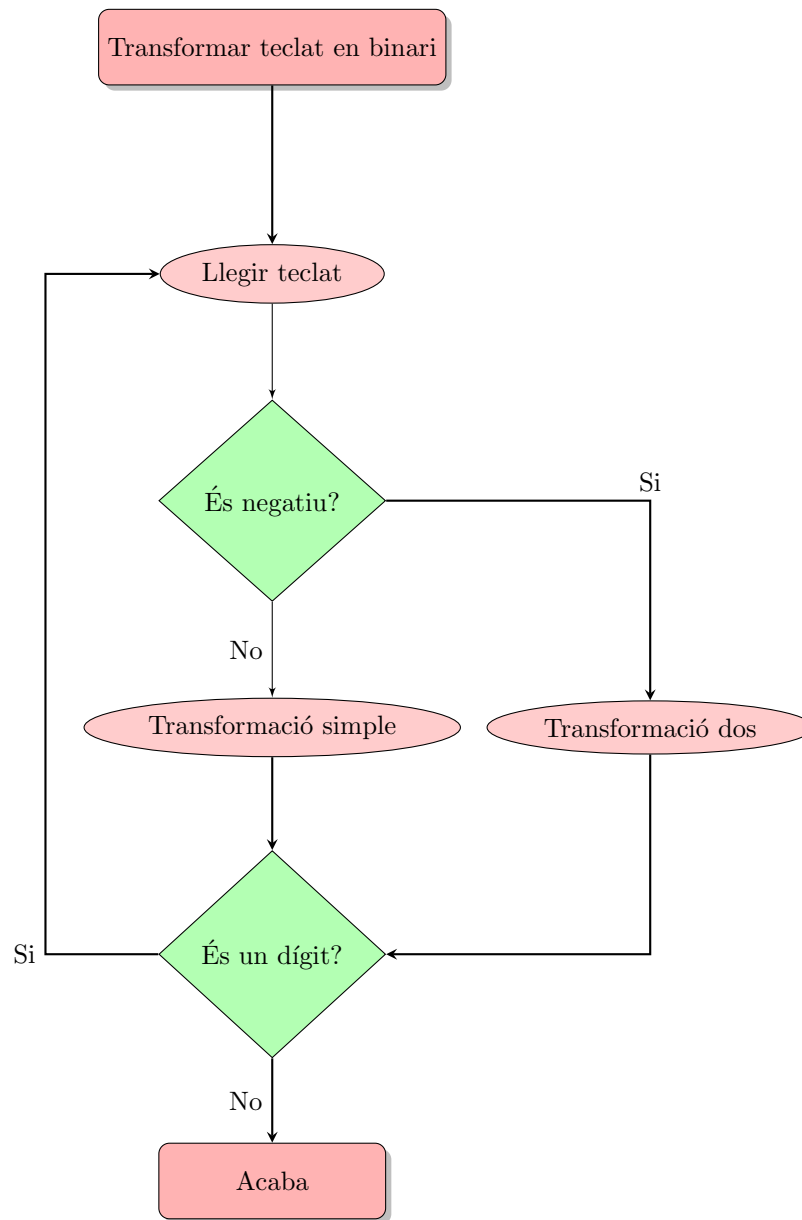 Transformar teclat en binari
Llegir teclat
És negatiu?
Si
No
Transformació simple
Transformació dos
És un dígit?
Si
No
Acaba